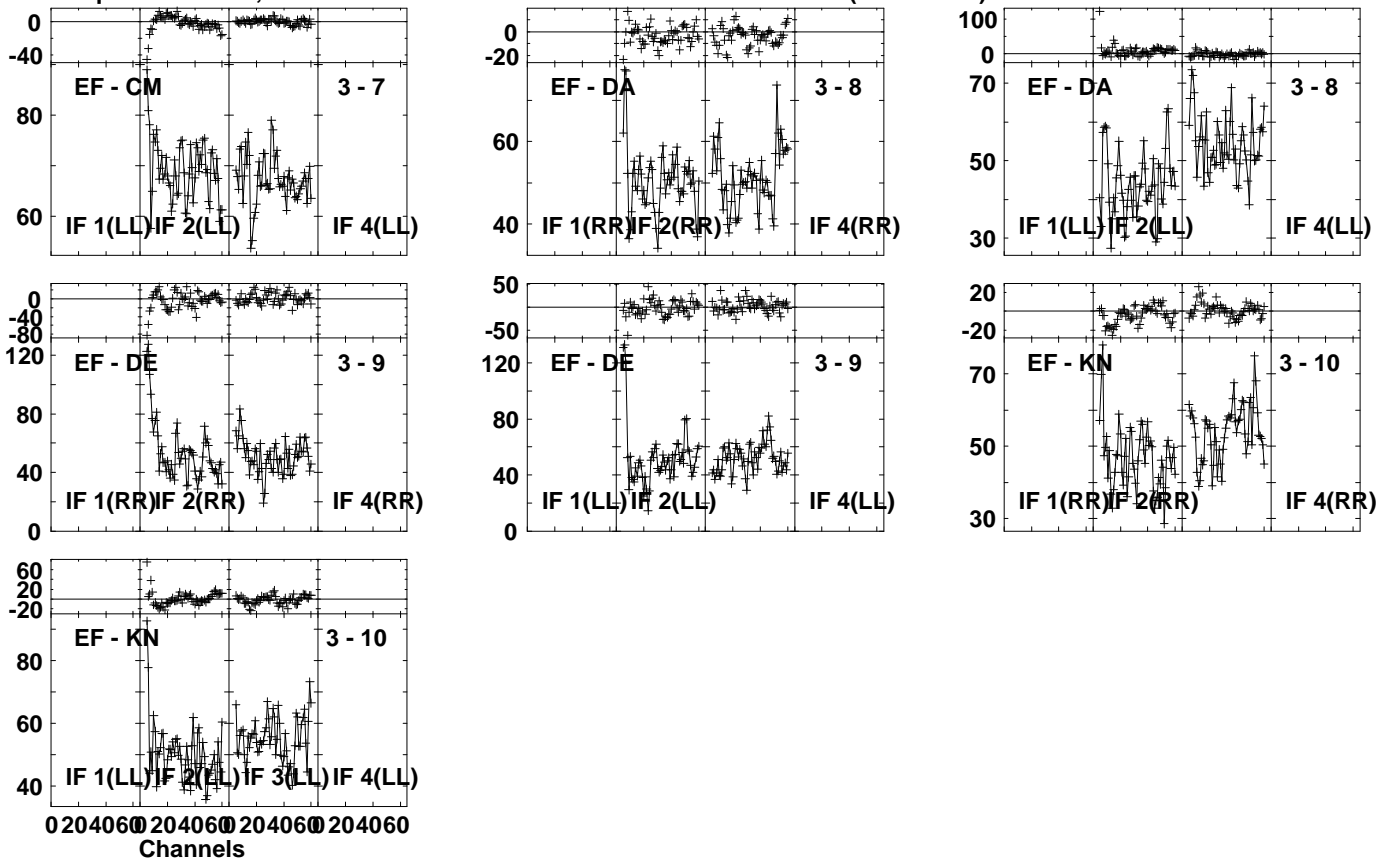 0
-40
EF - CM 3 - 7
80
60
IF 1(LL) IF 2(LL) IF 4(LL)
0
-20
EF - DA 3 - 8
60
40
IF 1(RR) IF 2(RR) IF 4(RR)
100
0
70
EF - DA 3 - 8
50
30
IF 1(LL) IF 2(LL) IF 4(LL)
0
-40
-80
120
EF - DE 3 - 9
80
40
0
IF 1(RR) IF 2(RR) IF 4(RR)
50
-50
120
EF - DE 3 - 9
80
40
0
IF 1(LL) IF 2(LL) IF 4(LL)
20
-20
70
EF - KN 3 - 10
50
30
IF 1(RR) IF 2(RR) IF 4(RR)
60
20
-20
EF - KN 3 - 10
80
60
40
IF 1(LL) IF 2(LL) IF 3(LL) IF 4(LL)
0 20 40 60 0 20 40 60 0 20 40 60 0 20 40 60
Channels